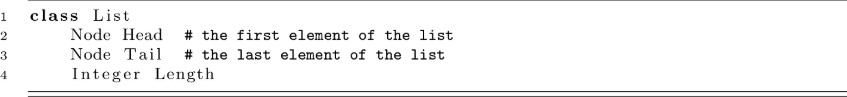 1 class List
2 Node Head # the first element of the list
3 Node Tail # the last element of the list
4 Integer Length